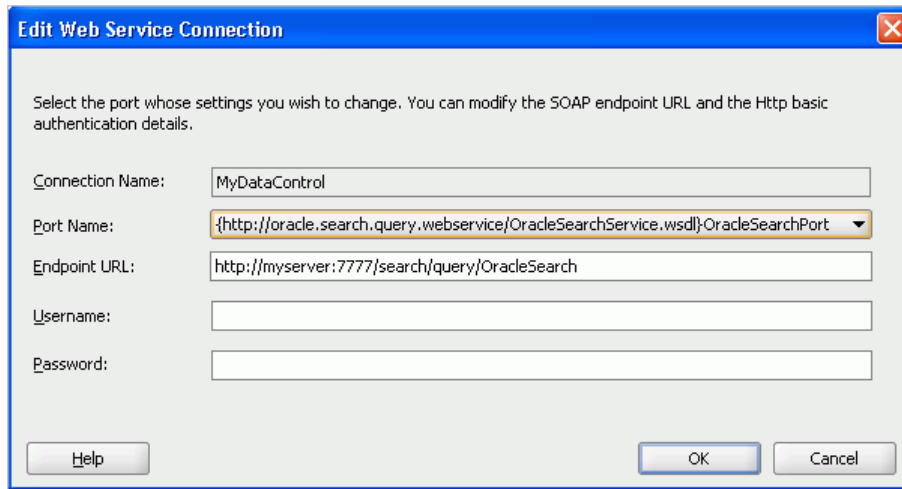 Edit Web Service Connection
Select the port whose settings you wish to change. You can modify the SOAP endpoint URL and the Http basic
authentication details.
Connection Name: MyDataControl
Port Name: {http://oracle.search.query.webservice/OracleSearchService.wsdl}OracleSearchPort
Endpoint URL: http://myserver:7777/search/query/OracleSearch
Username:
Password:
Help OK Cancel